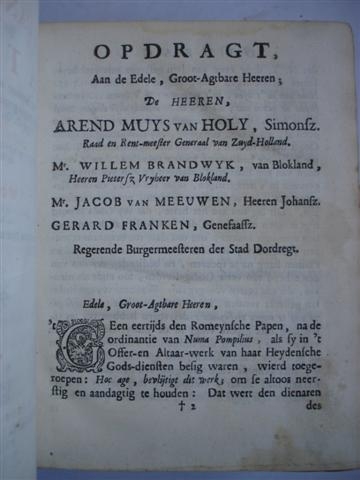 OPDRAGT,
Aan de Edele, Groot-Agtbare Heeren;
De HEEREN,
AREND MUYS VAN HOLY, Simonsz.
Raad en Rent-meester Generaal van Zuyd-Holland.
Mr. WILLEM BRANDWYK, van Blokland,
Heeren Pietersz Vryheer van Blokland.
Mr. JACOB VAN MEEUWEN, Heeren Johansz.
GERARD FRANKEN, Genesaassz.
Regerende Burgermeesteren der Stad Dordregt.
Edele, Groot-Agtbare Heeren,
't GEen eertijds den Romeynsche Papen, na de
ordinantie van Numa Pompilius, als sy in 't
Offer-en Altaar-werk van haar Heydensche
Gods-diensten besig waren, wierd toege-
roepen: Hoc age, bevlijtigt dit werk, om se altoos neer-
stig en aandagtig te houden: Dat wert den dienaren
† 2 des